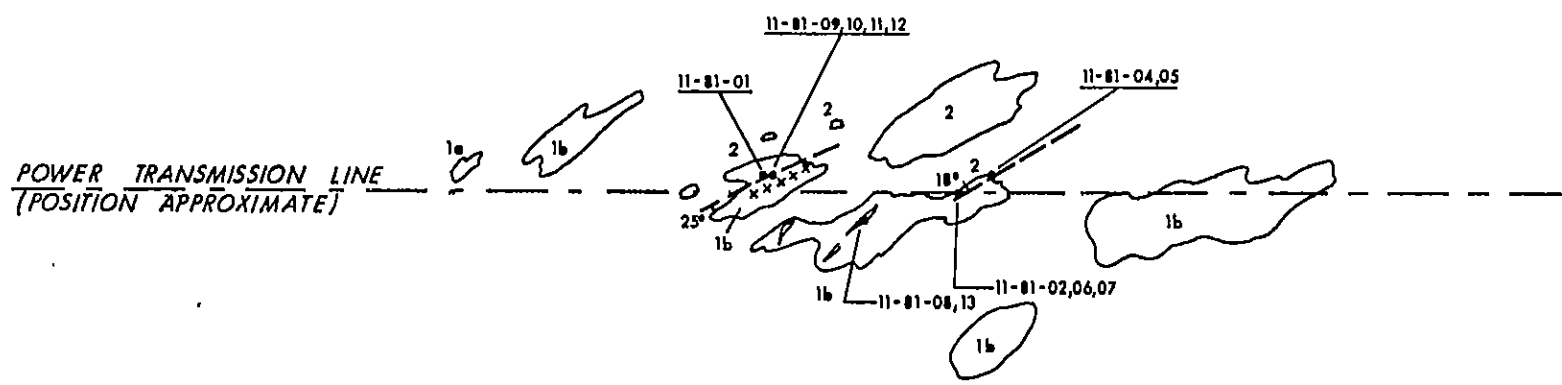 11-81-09, 10, 11, 12
11-81-01
11-81-04, 05
2
2
1a
1b
2
2
18°
POWER TRANSMISSION LINE
(POSITION APPROXIMATE)
25°
1b
1b
1b
11-81-08, 13
11-81-02, 06, 07
1b